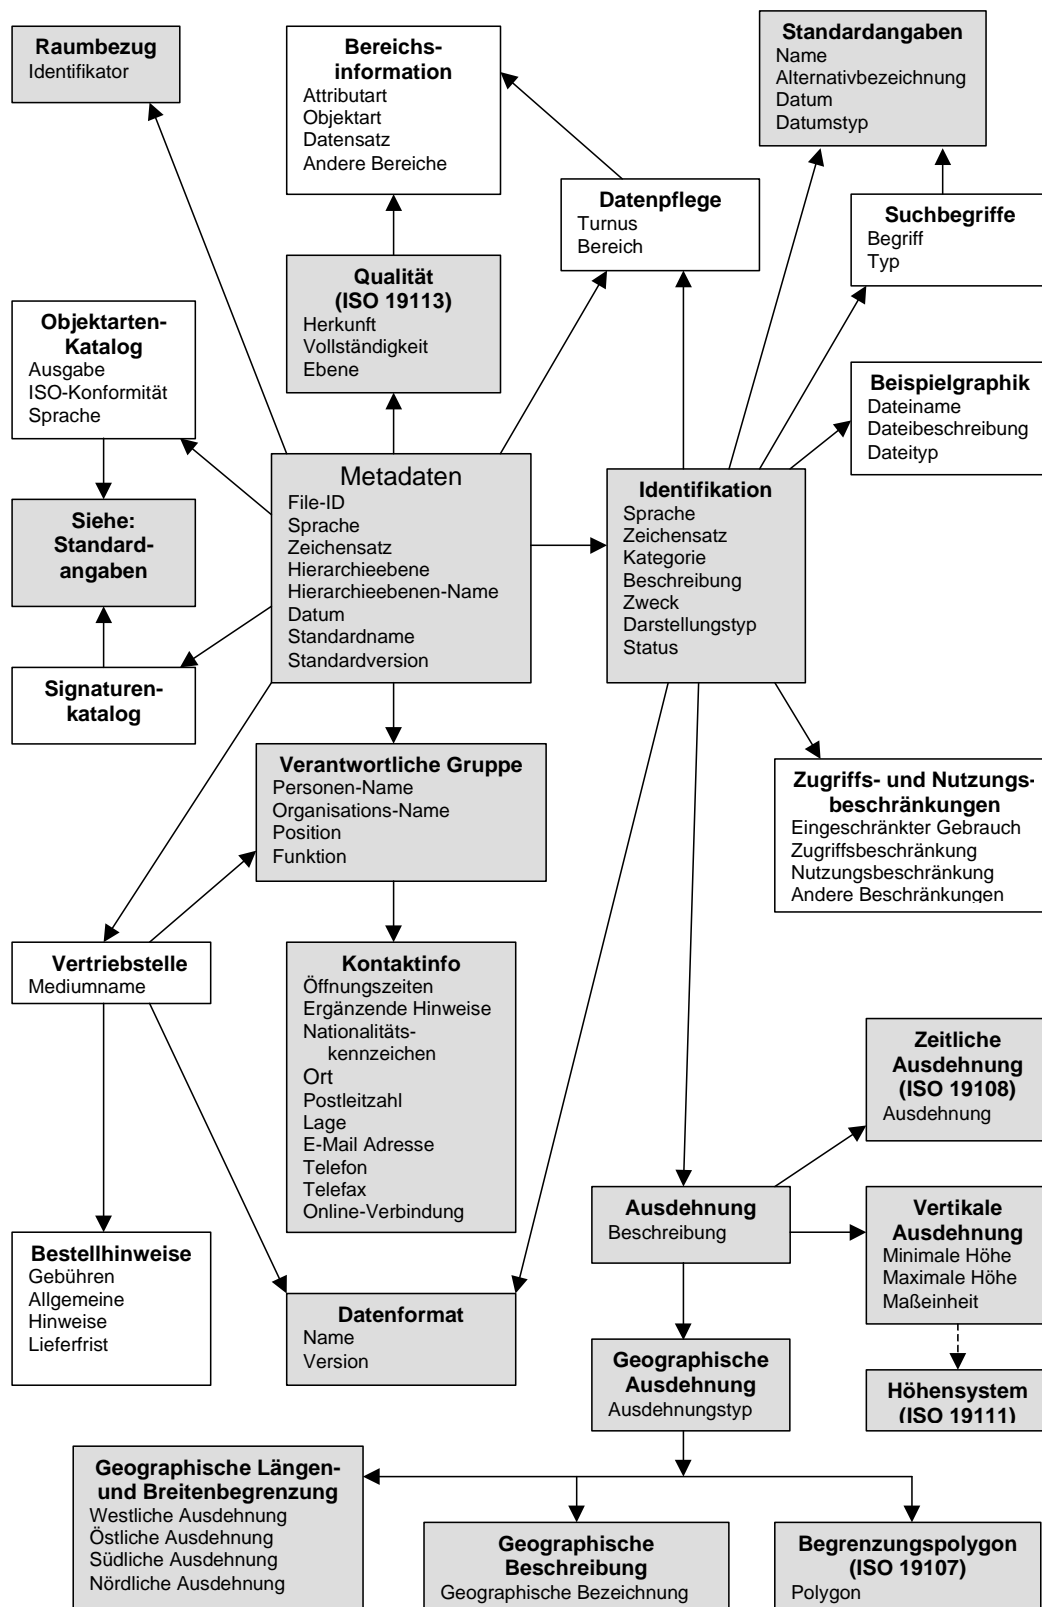 Raumbezug
Identifikator
Bereichs-
information
Attributart
Objektart
Datensatz
Andere Bereiche
Standardangaben
Name
Alternativbezeichnung
Datum
Datumstyp
Datenpflege
Turnus
Bereich
Suchbegriffe
Begriff
Typ
Qualität
(ISO 19113)
Herkunft
Vollständigkeit
Ebene
Objektarten-
Katalog
Ausgabe
ISO-Konformität
Sprache
Beispielgraphik
Dateiname
Dateibeschreibung
Dateityp
Metadaten
File-ID
Sprache
Zeichensatz
Hierarchieebene
Hierarchieebenen-Name
Datum
Standardname
Standardversion
Identifikation
Sprache
Zeichensatz
Kategorie
Beschreibung
Zweck
Darstellungstyp
Status
Siehe:
Standard-
angaben
Signaturen-
katalog
Verantwortliche Gruppe
Personen-Name
Organisations-Name
Position
Funktion
Zugriffs- und Nutzungs-
beschränkungen
Eingeschränkter Gebrauch
Zugriffsbeschränkung
Nutzungsbeschränkung
Andere Beschränkungen
Vertriebstelle
Mediumname
Kontaktinfo
Öffnungszeiten
Ergänzende Hinweise
Nationalitäts-
kennzeichen
Ort
Postleitzahl
Lage
E-Mail Adresse
Telefon
Telefax
Online-Verbindung
Zeitliche
Ausdehnung
(ISO 19108)
Ausdehnung
Ausdehnung
Beschreibung
Vertikale
Ausdehnung
Minimale Höhe
Maximale Höhe
Maßeinheit
Bestellhinweise
Gebühren
Allgemeine
Hinweise
Lieferfrist
Datenformat
Name
Version
Geographische
Ausdehnung
Ausdehnungstyp
Höhensystem
(ISO 19111)
Geographische Längen-
und Breitenbegrenzung
Westliche Ausdehnung
Östliche Ausdehnung
Südliche Ausdehnung
Nördliche Ausdehnung
Geographische
Beschreibung
Geographische Bezeichnung
Begrenzungspolygon
(ISO 19107)
Polygon